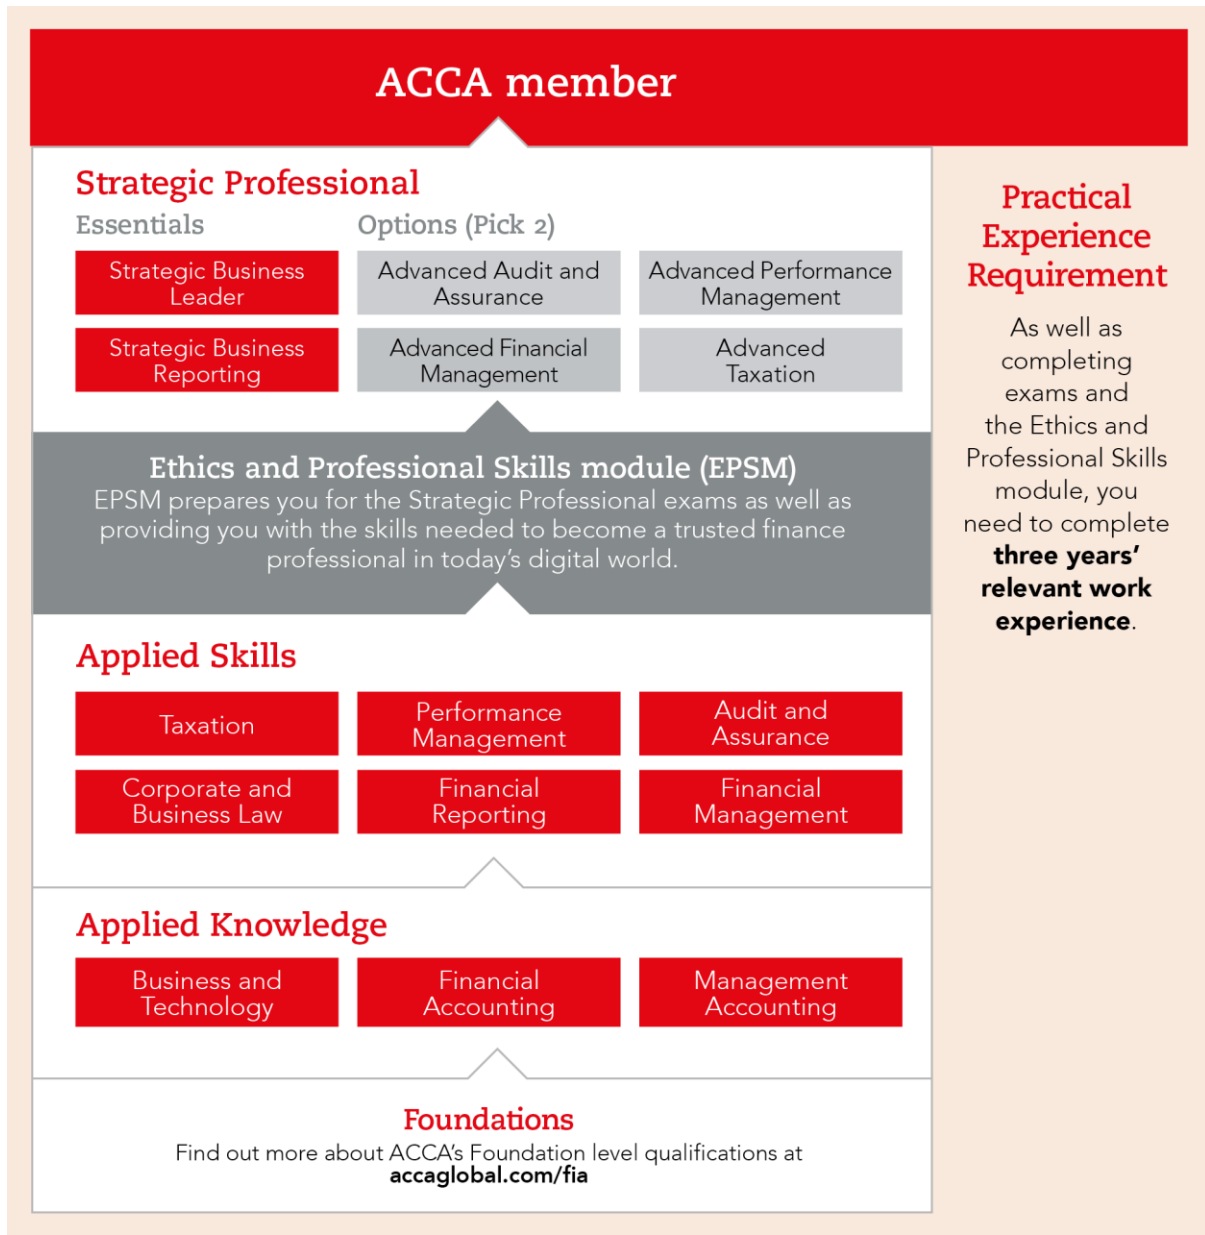 ACCA member
Strategic Professional
Essentials
Options (Pick 2)
Strategic Business
Leader
Advanced Audit and
Assurance
Advanced Performance
Management
Strategic Business
Reporting
Advanced Financial
Management
Advanced
Taxation
Ethics and Professional Skills module (EPSM)
EPSM prepares you for the Strategic Professional exams as well as
providing you with the skills needed to become a trusted finance
professional in today's digital world.
Applied Skills
Taxation
Performance
Management
Audit and
Assurance
Corporate and
Business Law
Financial
Reporting
Financial
Management
Applied Knowledge
Business and
Technology
Financial
Accounting
Management
Accounting
Foundations
Find out more about ACCA's Foundation level qualifications at
accaglobal.com/fia
Practical
Experience
Requirement
As well as
completing
exams and
the Ethics and
Professional Skills
module, you
need to complete
three years'
relevant work
experience.